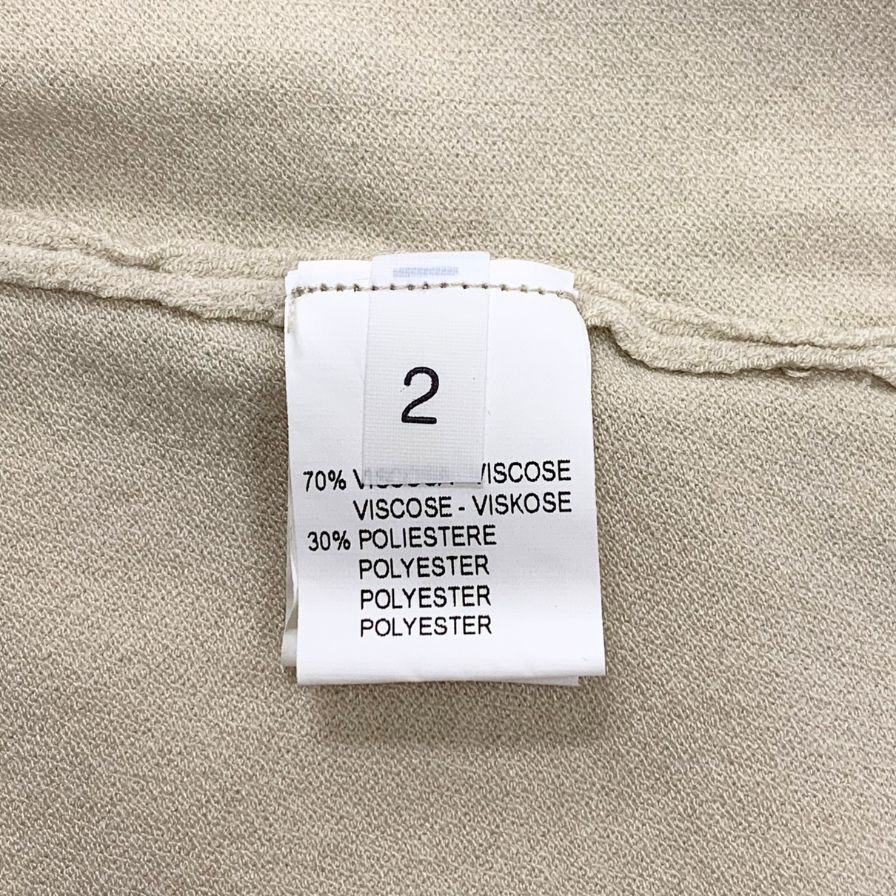 2
70% VISCOSA - VISCOSE
VISCOSE - VISKOSE
30% POLIESTERE
POLYESTER
POLYESTER
POLYESTER